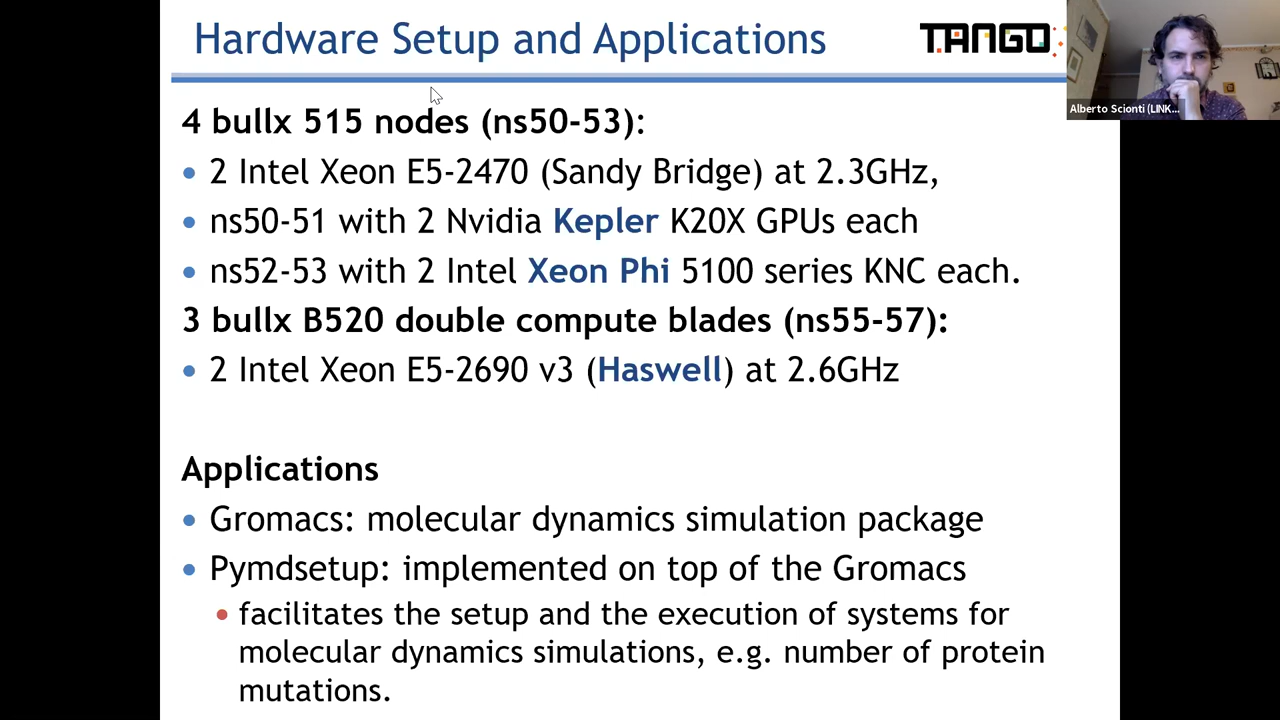 Hardware Setup and Applications
TANGO
Alberto Scionti (LINK...
4 bullx 515 nodes (ns50-53):
• 2 Intel Xeon E5-2470 (Sandy Bridge) at 2.3GHz,
• ns50-51 with 2 Nvidia Kepler K20X GPUs each
• ns52-53 with 2 Intel Xeon Phi 5100 series KNC each.
3 bullx B520 double compute blades (ns55-57):
• 2 Intel Xeon E5-2690 v3 (Haswell) at 2.6GHz
Applications
• Gromacs: molecular dynamics simulation package
• Pymdsetup: implemented on top of the Gromacs
• facilitates the setup and the execution of systems for
molecular dynamics simulations, e.g. number of protein
mutations.